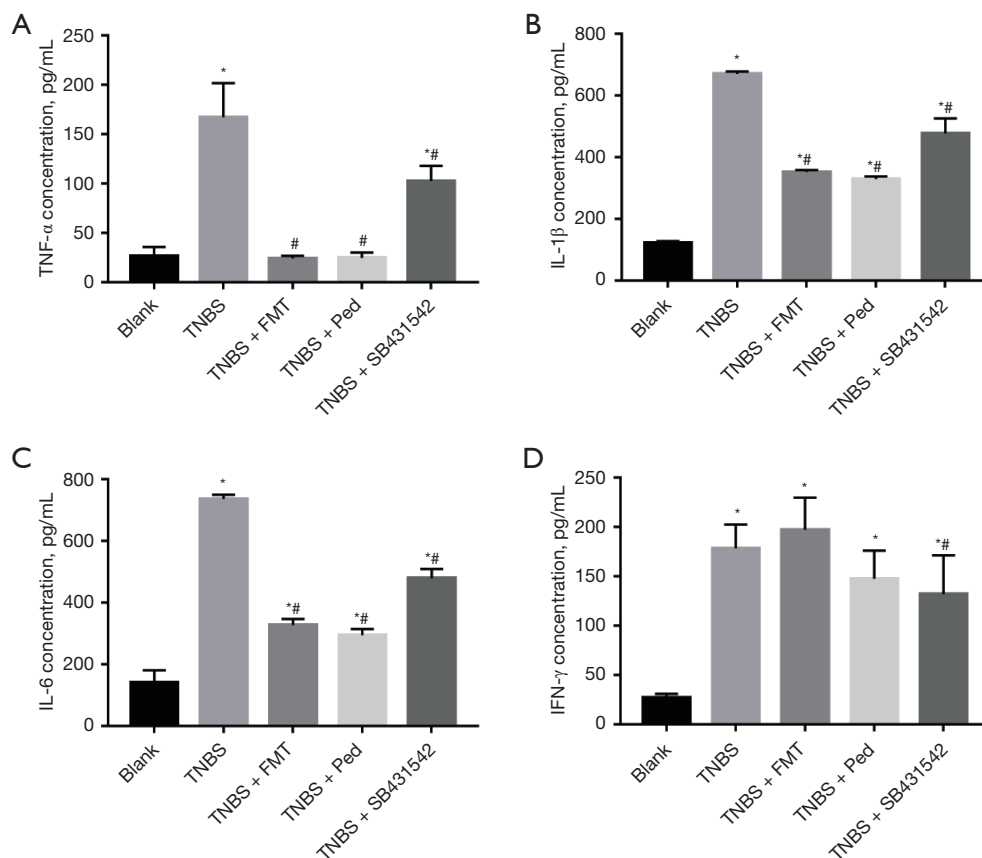 A
TNF-α concentration, pg/mL
250
200
150
100
50
0
*
#
#
*#
Blank
TNBS
TNBS + FMT
TNBS + Ped
TNBS + SB431542
B
IL-1β concentration, pg/mL
800
600
400
200
0
*
*#
*#
*#
Blank
TNBS
TNBS + FMT
TNBS + Ped
TNBS + SB431542
C
IL-6 concentration, pg/mL
800
600
400
200
0
*
*#
*#
*#
Blank
TNBS
TNBS + FMT
TNBS + Ped
TNBS + SB431542
D
IFN-γ concentration, pg/mL
250
200
150
100
50
0
*
*
*
*#
Blank
TNBS
TNBS + FMT
TNBS + Ped
TNBS + SB431542